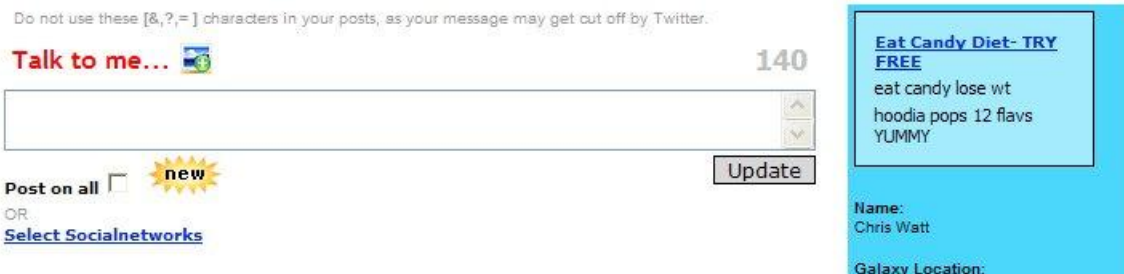 Do not use these [&,?,= ] characters in your posts, as your message may get cut off by Twitter.
Talk to me...
140
new
Post on all
Update
OR
Select Socialnetworks
Eat Candy Diet- TRY
FREE
eat candy lose wt
hoodia pops 12 flavs
YUMMY
Name:
Chris Watt
Galaxy Location: